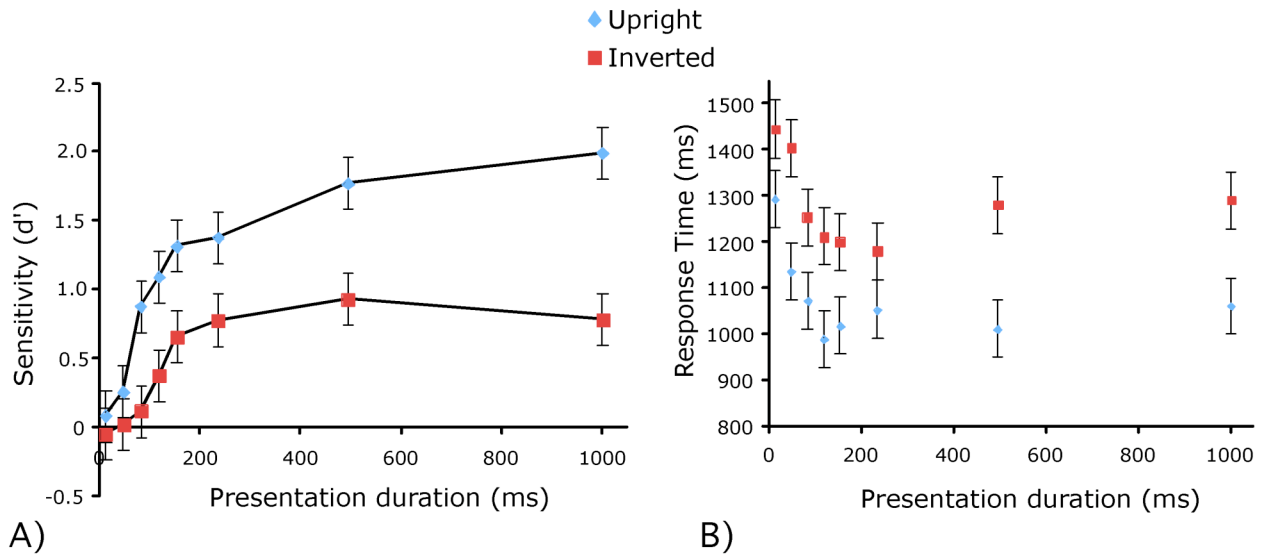 Upright
Inverted
2.5
2.0
1.5
1.0
0.5
0
-0.5
Sensitivity (d')
0 200 400 600 800 1000
Presentation duration (ms)
A)
1500
1400
1300
1200
1100
1000
900
800
Response Time (ms)
0 200 400 600 800 1000
Presentation duration (ms)
B)